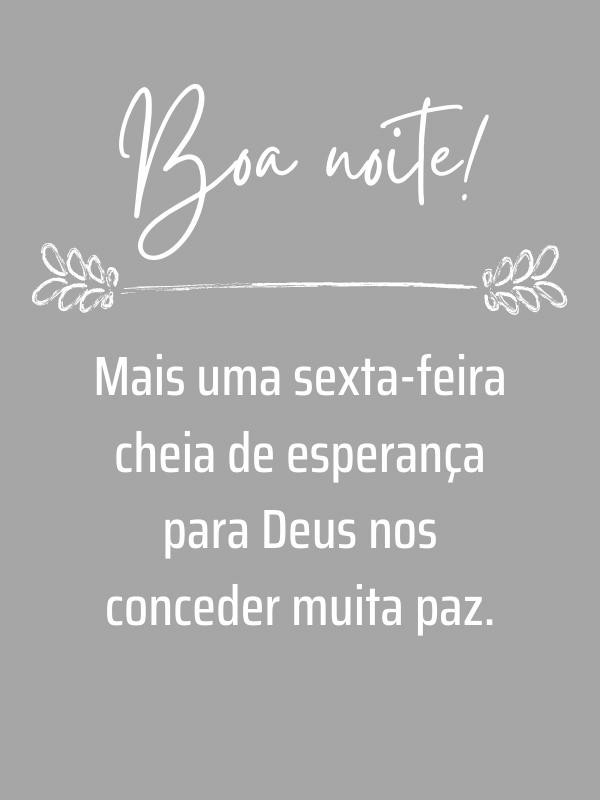 Boa noite!
Mais uma sexta-feira
cheia de esperança
para Deus nos
conceder muita paz.